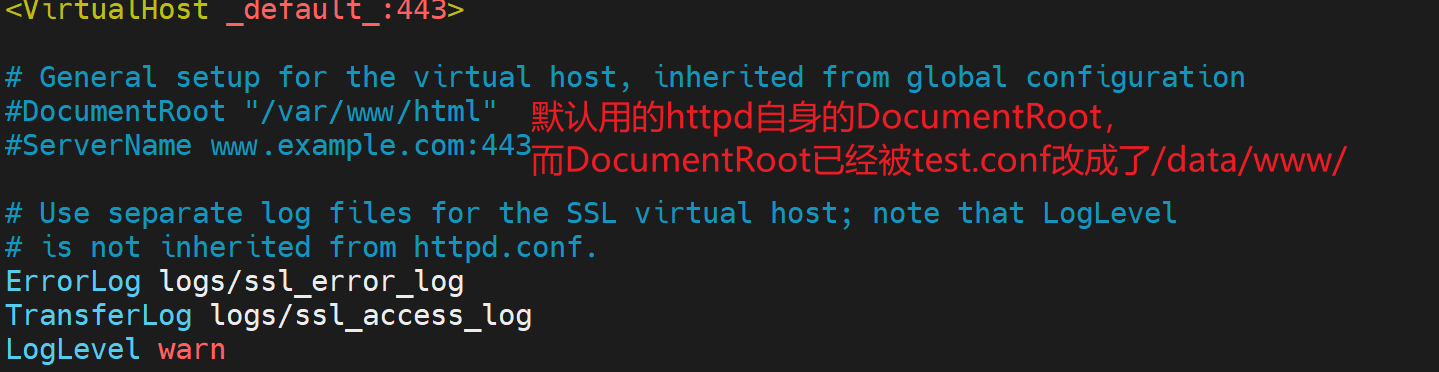 <VirtualHost _default_:443>
# General setup for the virtual host, inherited from global configuration
#DocumentRoot "/var/www/html"
默认用的httpd自身的DocumentRoot，
#ServerName www.example.com:443
而DocumentRoot已经被test.conf改成了/data/www/
# Use separate log files for the SSL virtual host; note that LogLevel
# is not inherited from httpd.conf.
ErrorLog logs/ssl_error_log
TransferLog logs/ssl_access_log
LogLevel warn